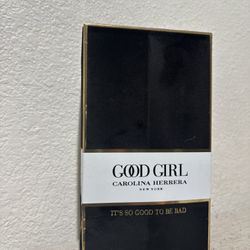 GOOD GIRL
CAROLINA HERRERA
NEW YORK
IT'S SO GOOD TO BE BAD